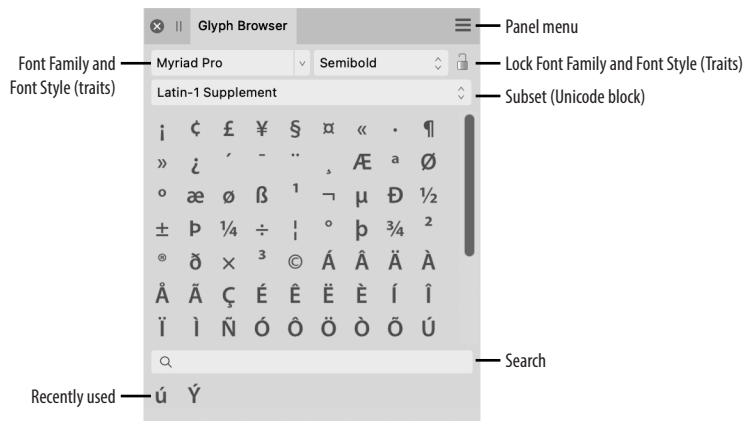 Glyph Browser
Panel menu
Font Family and
Font Style (traits)
Myriad Pro
Semibold
Lock Font Family and Font Style (Traits)
Latin-1 Supplement
Subset (Unicode block)
¡ ¢ £ ¥ § ¤ « · ¶
» ¿ ´ ¯ ¨ ¸ Æ ª Ø
º æ ø ß ¹ ¬ µ Ð ½
± Þ ¼ ÷ ¦ ° þ ¾ ²
® ð × ³ © Á Â Ä À
Å Ã Ç É Ê Ë È Í Î
Ï Ì Ñ Ó Ô Ö Ò Õ Ú
Search
Recently used
ú Ý